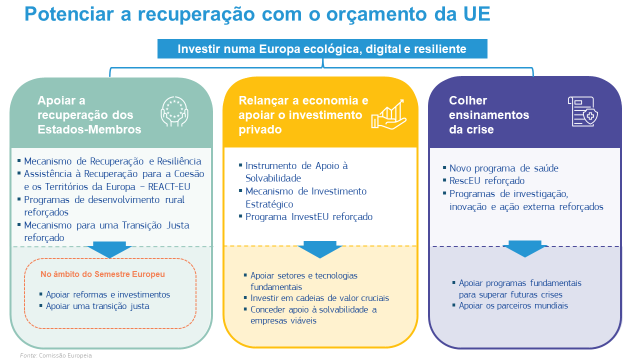 Potenciar a recuperação com o orçamento da UE
Investir numa Europa ecológica, digital e resiliente
Apoiar a
recuperação dos
Estados-Membros
▪ Mecanismo de Recuperação e Resiliência
▪ Assistência à Recuperação para a Coesão
e os Territórios da Europa – REACT-EU
▪ Programas de desenvolvimento rural
reforçados
▪ Mecanismo para uma Transição Justa
reforçado
No âmbito do Semestre Europeu
▪ Apoiar reformas e investimentos
▪ Apoiar uma transição justa
Relançar a economia e
apoiar o investimento
privado
▪ Instrumento de Apoio à
Solvabilidade
▪ Mecanismo de Investimento
Estratégico
▪ Programa InvestEU reforçado
▪ Apoiar setores e tecnologias
fundamentais
▪ Investir em cadeias de valor cruciais
▪ Conceder apoio à solvabilidade a
empresas viáveis
Colher
ensinamentos
da crise
▪ Novo programa de saúde
▪ RescEU reforçado
▪ Programas de investigação,
inovação e ação externa reforçados
▪ Apoiar programas fundamentais
para superar futuras crises
▪ Apoiar os parceiros mundiais
Fonte: Comissão Europeia